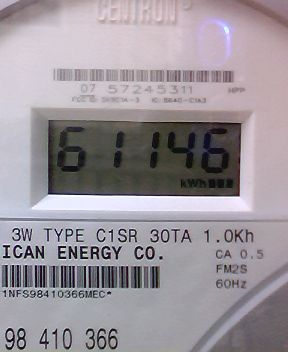 CENTRON
07 57245311 HPP
61146
kWh
3W TYPE C1SR 30TA 1.0Kh
ICAN ENERGY CO. CA 0.5
FM2S
1NFS98410366MEC* 60Hz
98 410 366